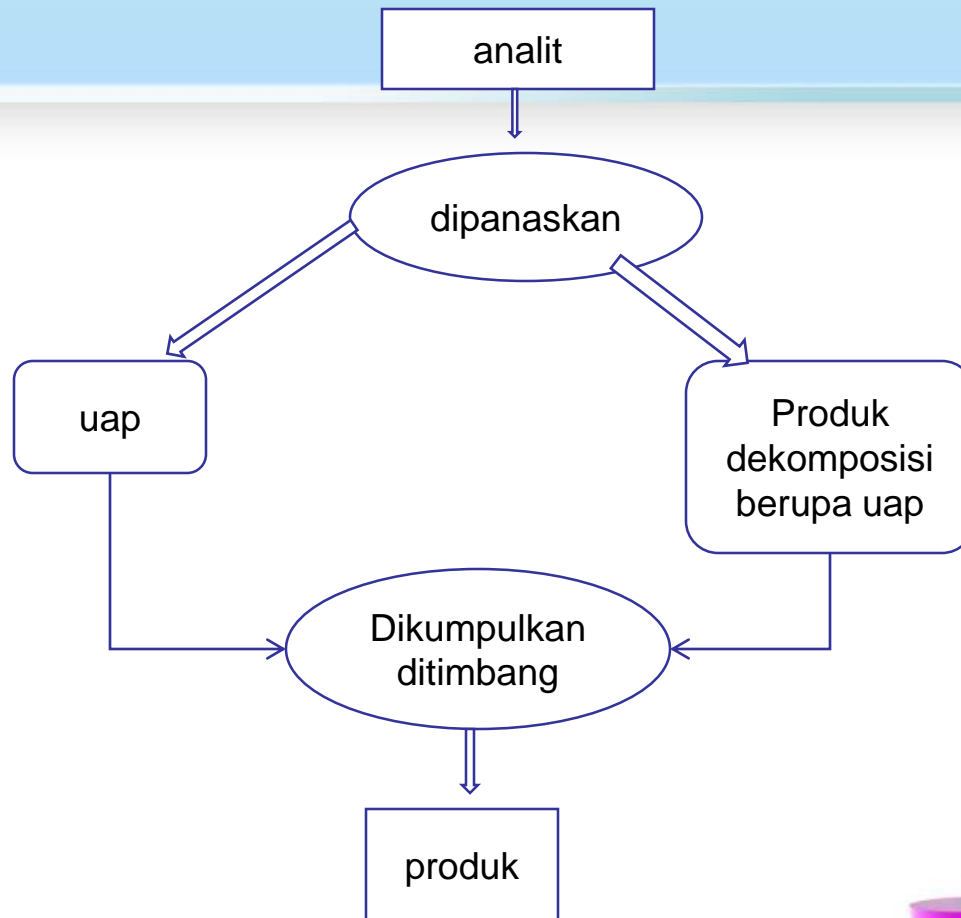 analit
dipanaskan
uap
Produk
dekomposisi
berupa uap
Dikumpulkan
ditimbang
produk